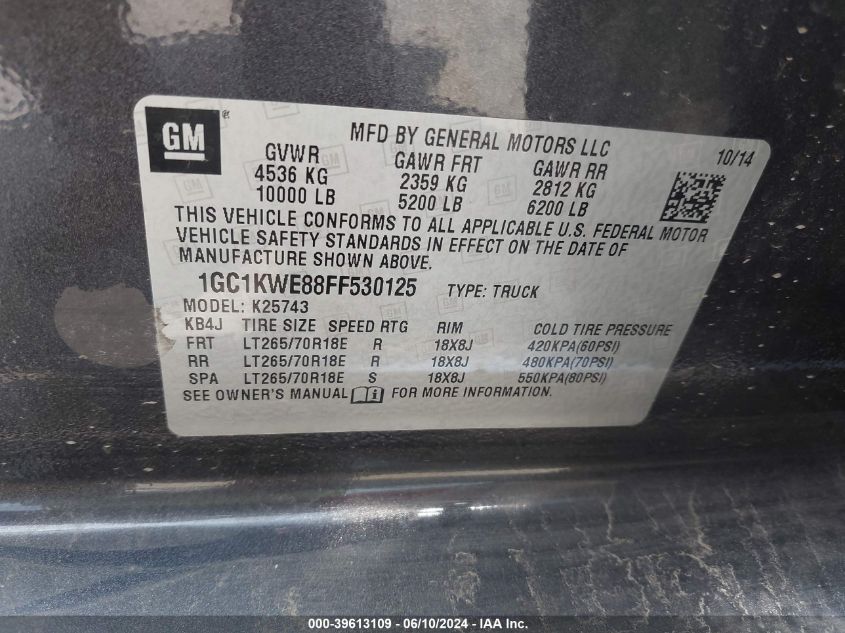 GM ®
MFD BY GENERAL MOTORS LLC 10/14
GVWR GAWR FRT GAWR RR
4536 KG 2359 KG 2812 KG
10000 LB 5200 LB 6200 LB
THIS VEHICLE CONFORMS TO ALL APPLICABLE U.S. FEDERAL MOTOR
VEHICLE SAFETY STANDARDS IN EFFECT ON THE DATE OF
MANUFACTURE SHOWN ABOVE.
1GC1KWE88FF530125 TYPE: TRUCK
MODEL: K25743
KB4J TIRE SIZE SPEED RTG RIM COLD TIRE PRESSURE
FRT LT265/70R18E R 18X8J 420KPA(60PSI)
RR LT265/70R18E R 18X8J 480KPA(70PSI)
SPA LT265/70R18E S 18X8J 550KPA(80PSI)
SEE OWNER'S MANUAL FOR MORE INFORMATION.
000-39613109 - 06/10/2024 - IAA Inc.